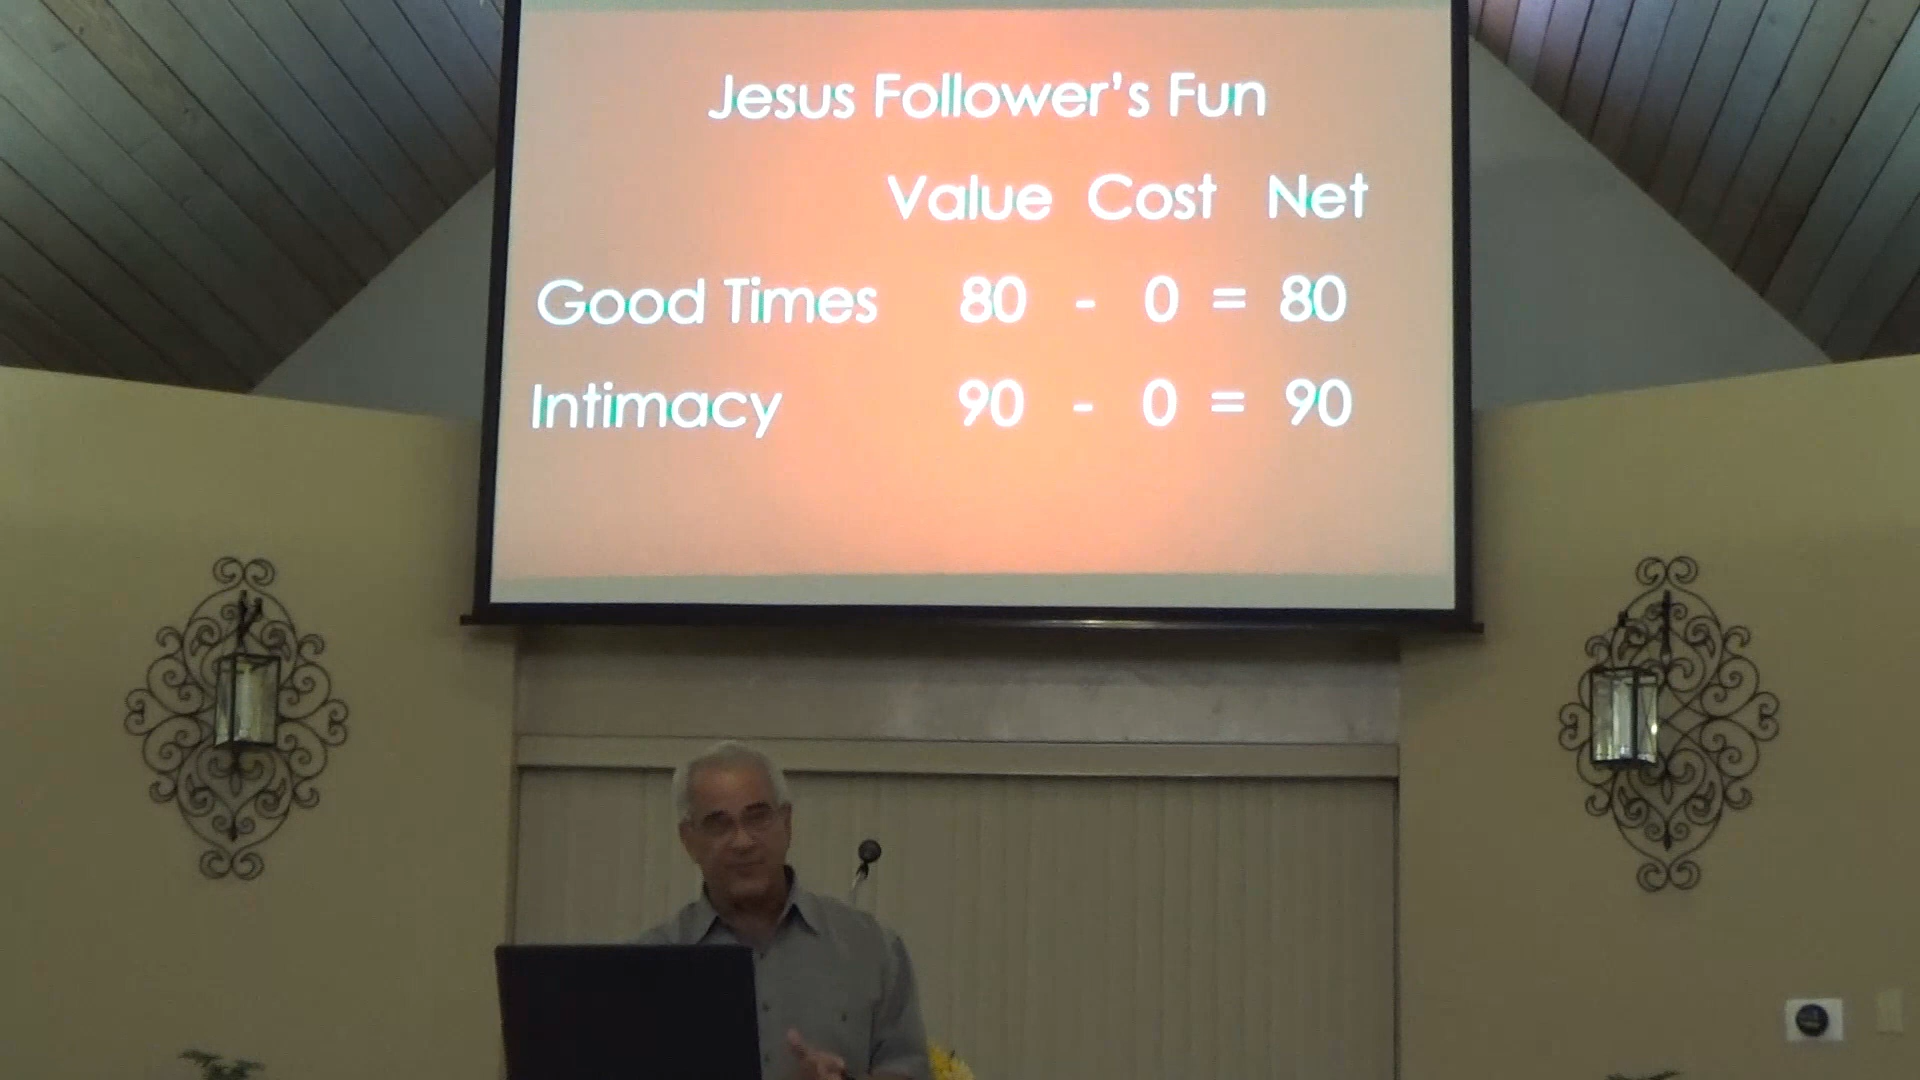 Jesus Follower's Fun
Value Cost Net
Good Times 80 - 0 = 80
Intimacy 90 - 0 = 90